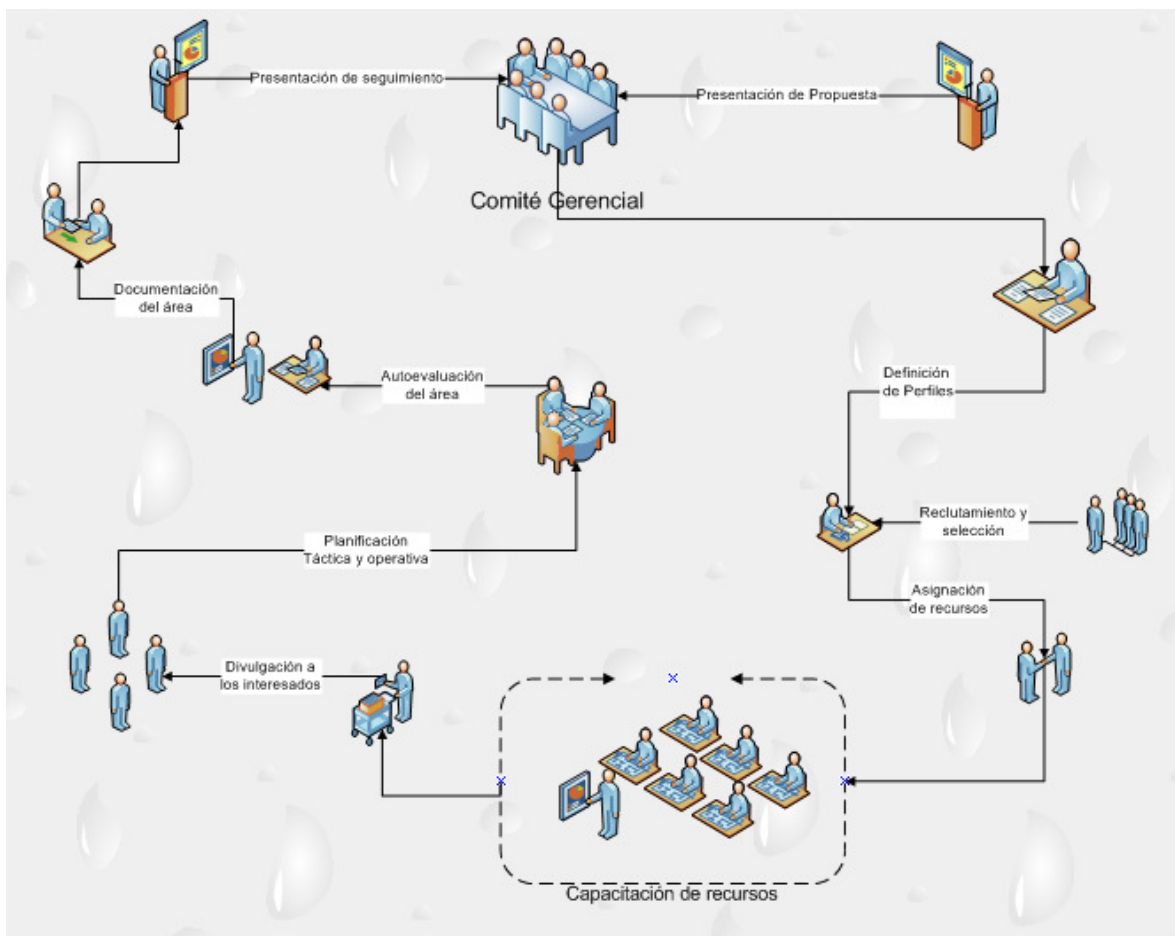 Presentación de seguimiento
Presentación de Propuesta
Comité Gerencial
Documentación
del área
Autoevaluación
del área
Definición
de Perfiles
Reclutamiento y
selección
Planificación
Táctica y operativa
Asignación
de recursos
Divulgación a
los interesados
Capacitación de recursos